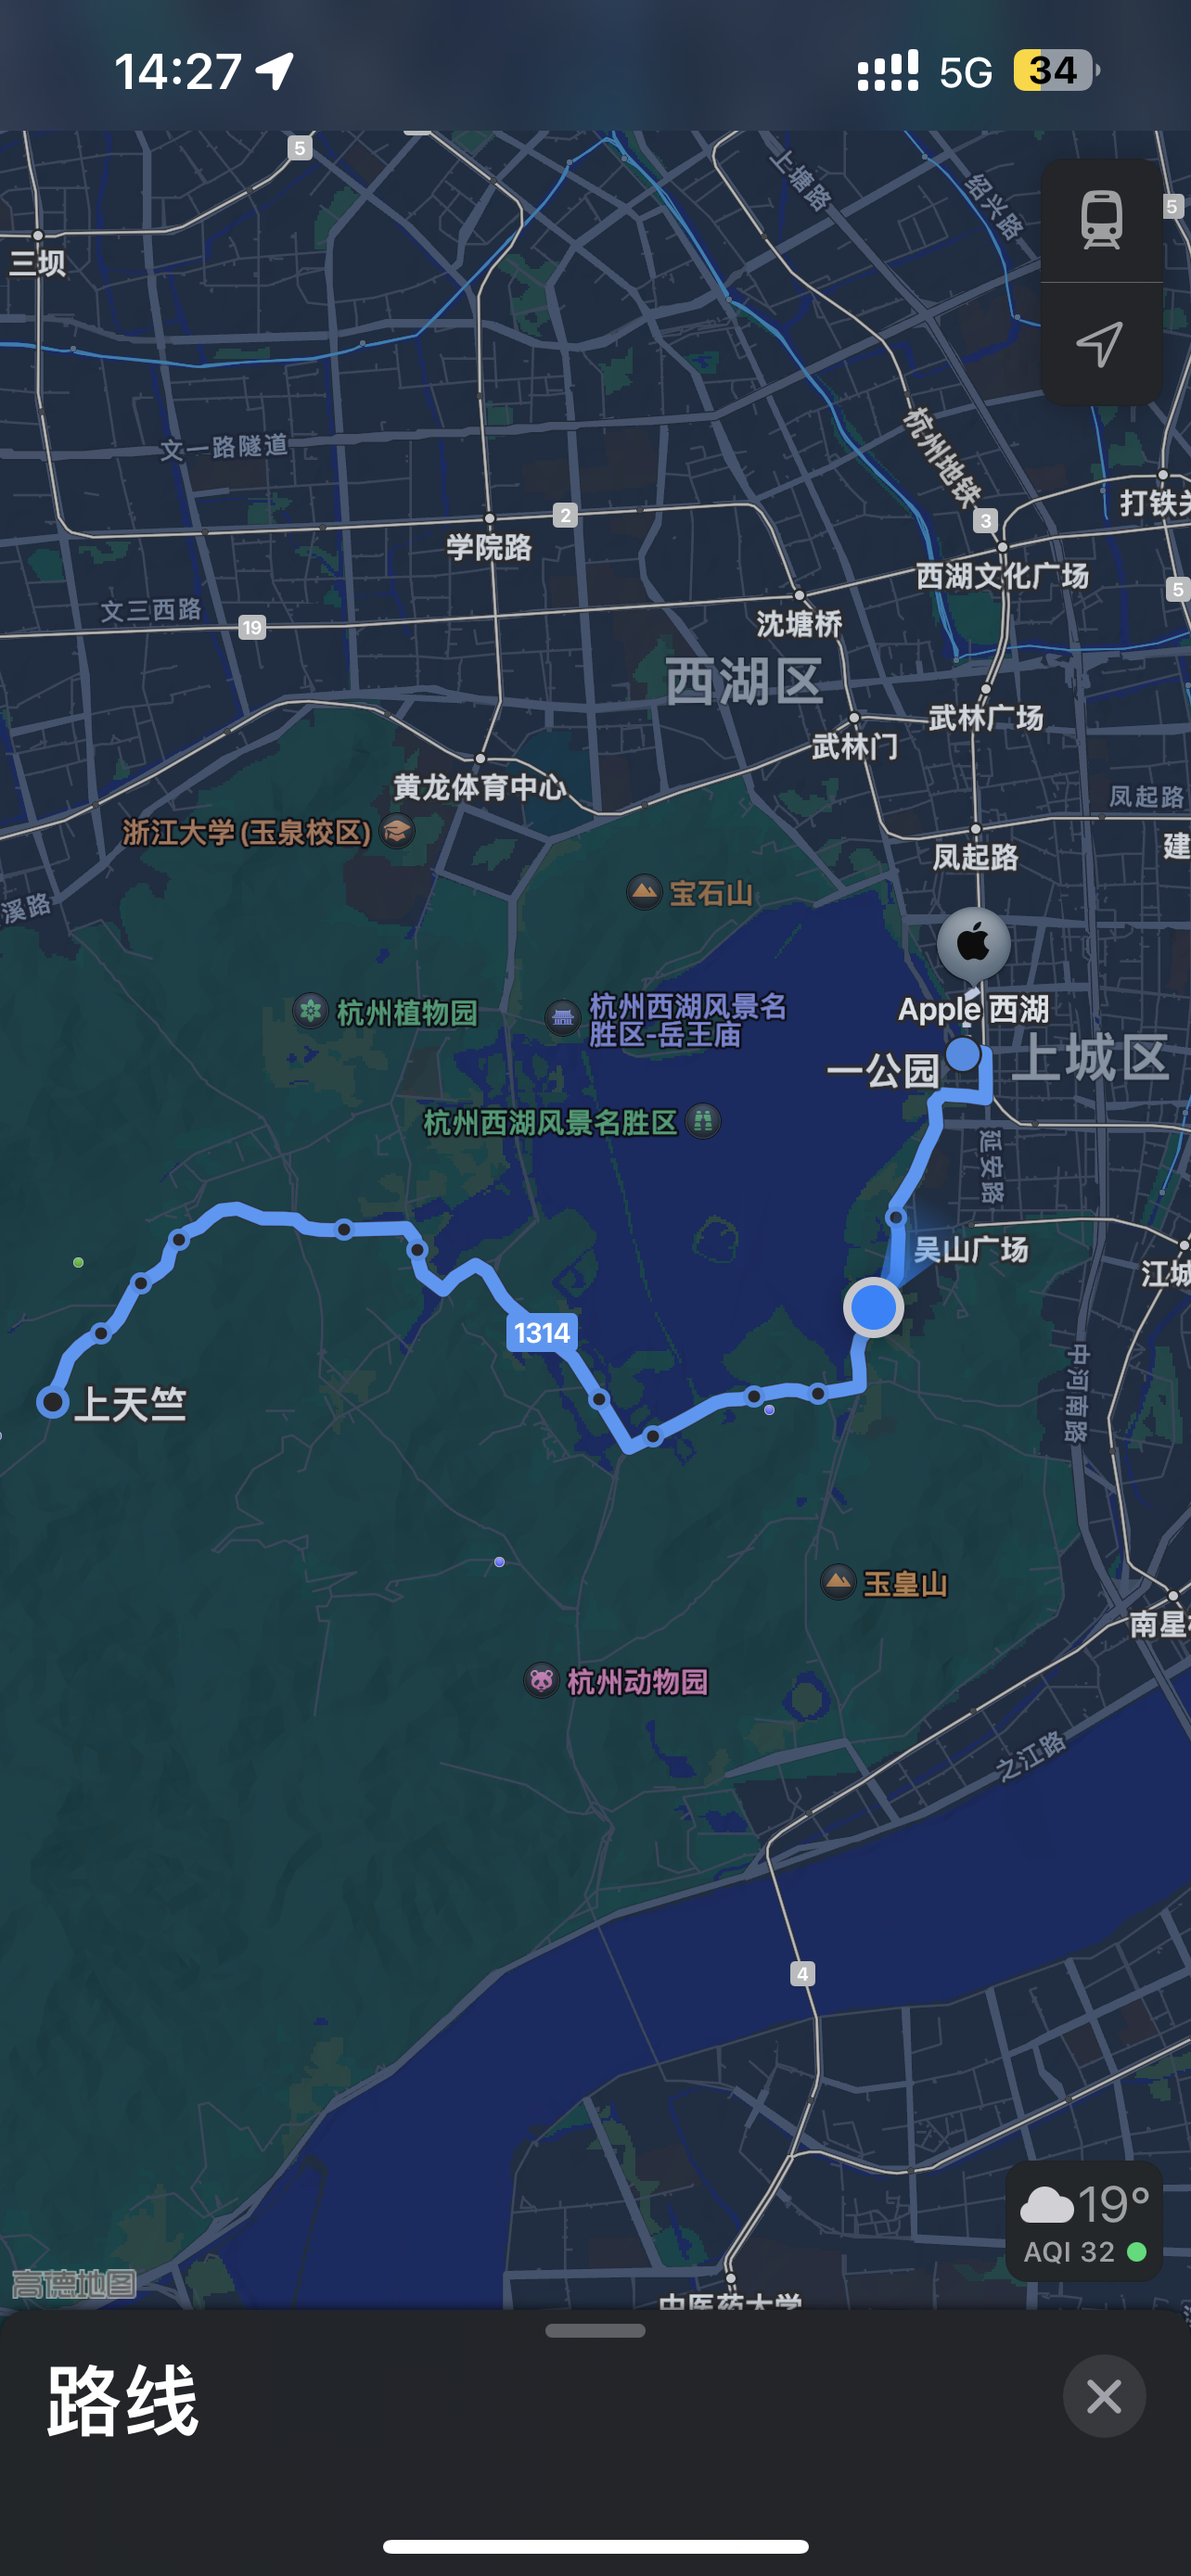 14:27
5G
34
5
上塘路
绍兴路
5
三坝
文一路隧道
杭州地铁
打铁关
2
3
学院路
西湖文化广场
5
文三西路
沈塘桥
19
西湖区
武林广场
武林门
黄龙体育中心
凤起路
浙江大学 (玉泉校区)
建
凤起路
宝石山
溪路
杭州植物园
杭州西湖风景名
胜区-岳王庙
Apple 西湖
一公园
上城区
杭州西湖风景名胜区
延安路
吴山广场
江城
1314
上天竺
中河南路
玉皇山
南星
杭州动物园
之江路
4
19°
AQI 32
高德地图
中医药大学
路线